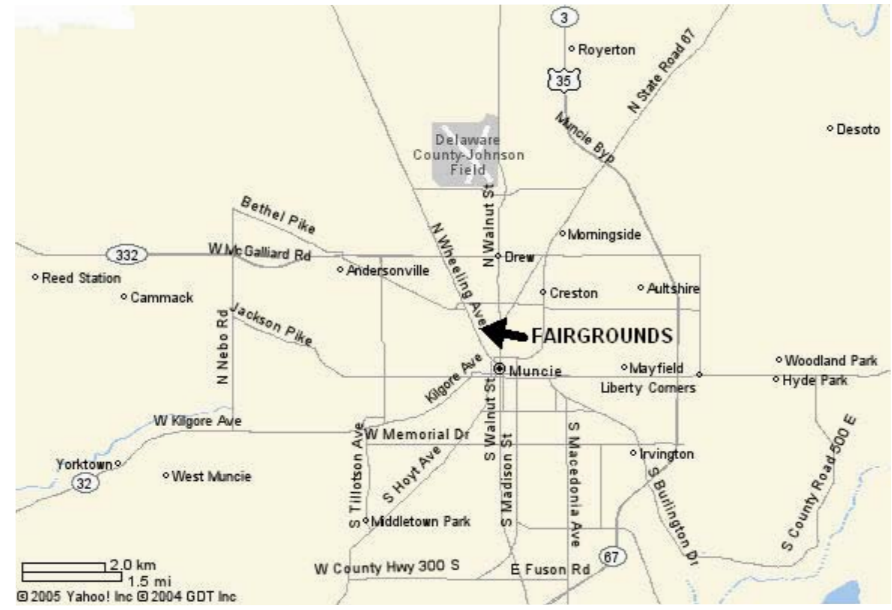 3
Royerton
35
N State Road 67
Muncie Byp
Desoto
Delaware
County-Johnson
Field
Bethel Pike
N Walnut St
N Wheeling Ave
Morningside
332
W McGalliard Rd
Drew
Andersonville
Reed Station
Cammack
Creston
Aultshire
Jackson Pike
N Nebo Rd
FAIRGROUNDS
Kilgore Ave
Muncie
Mayfield
Woodland Park
Liberty Corners
Hyde Park
W Kilgore Ave
W Memorial Dr
S Walnut St
S Madison St
S Macedonia Ave
S Tillotson Ave
S Hoyt Ave
Irvington
S Burlington Dr
S County Road 500 E
Yorktown
32
West Muncie
Middletown Park
67
W County Hwy 300 S
E Fuson Rd
2.0 km
1.5 mi
©2005 Yahoo! Inc ©2004 GDT Inc